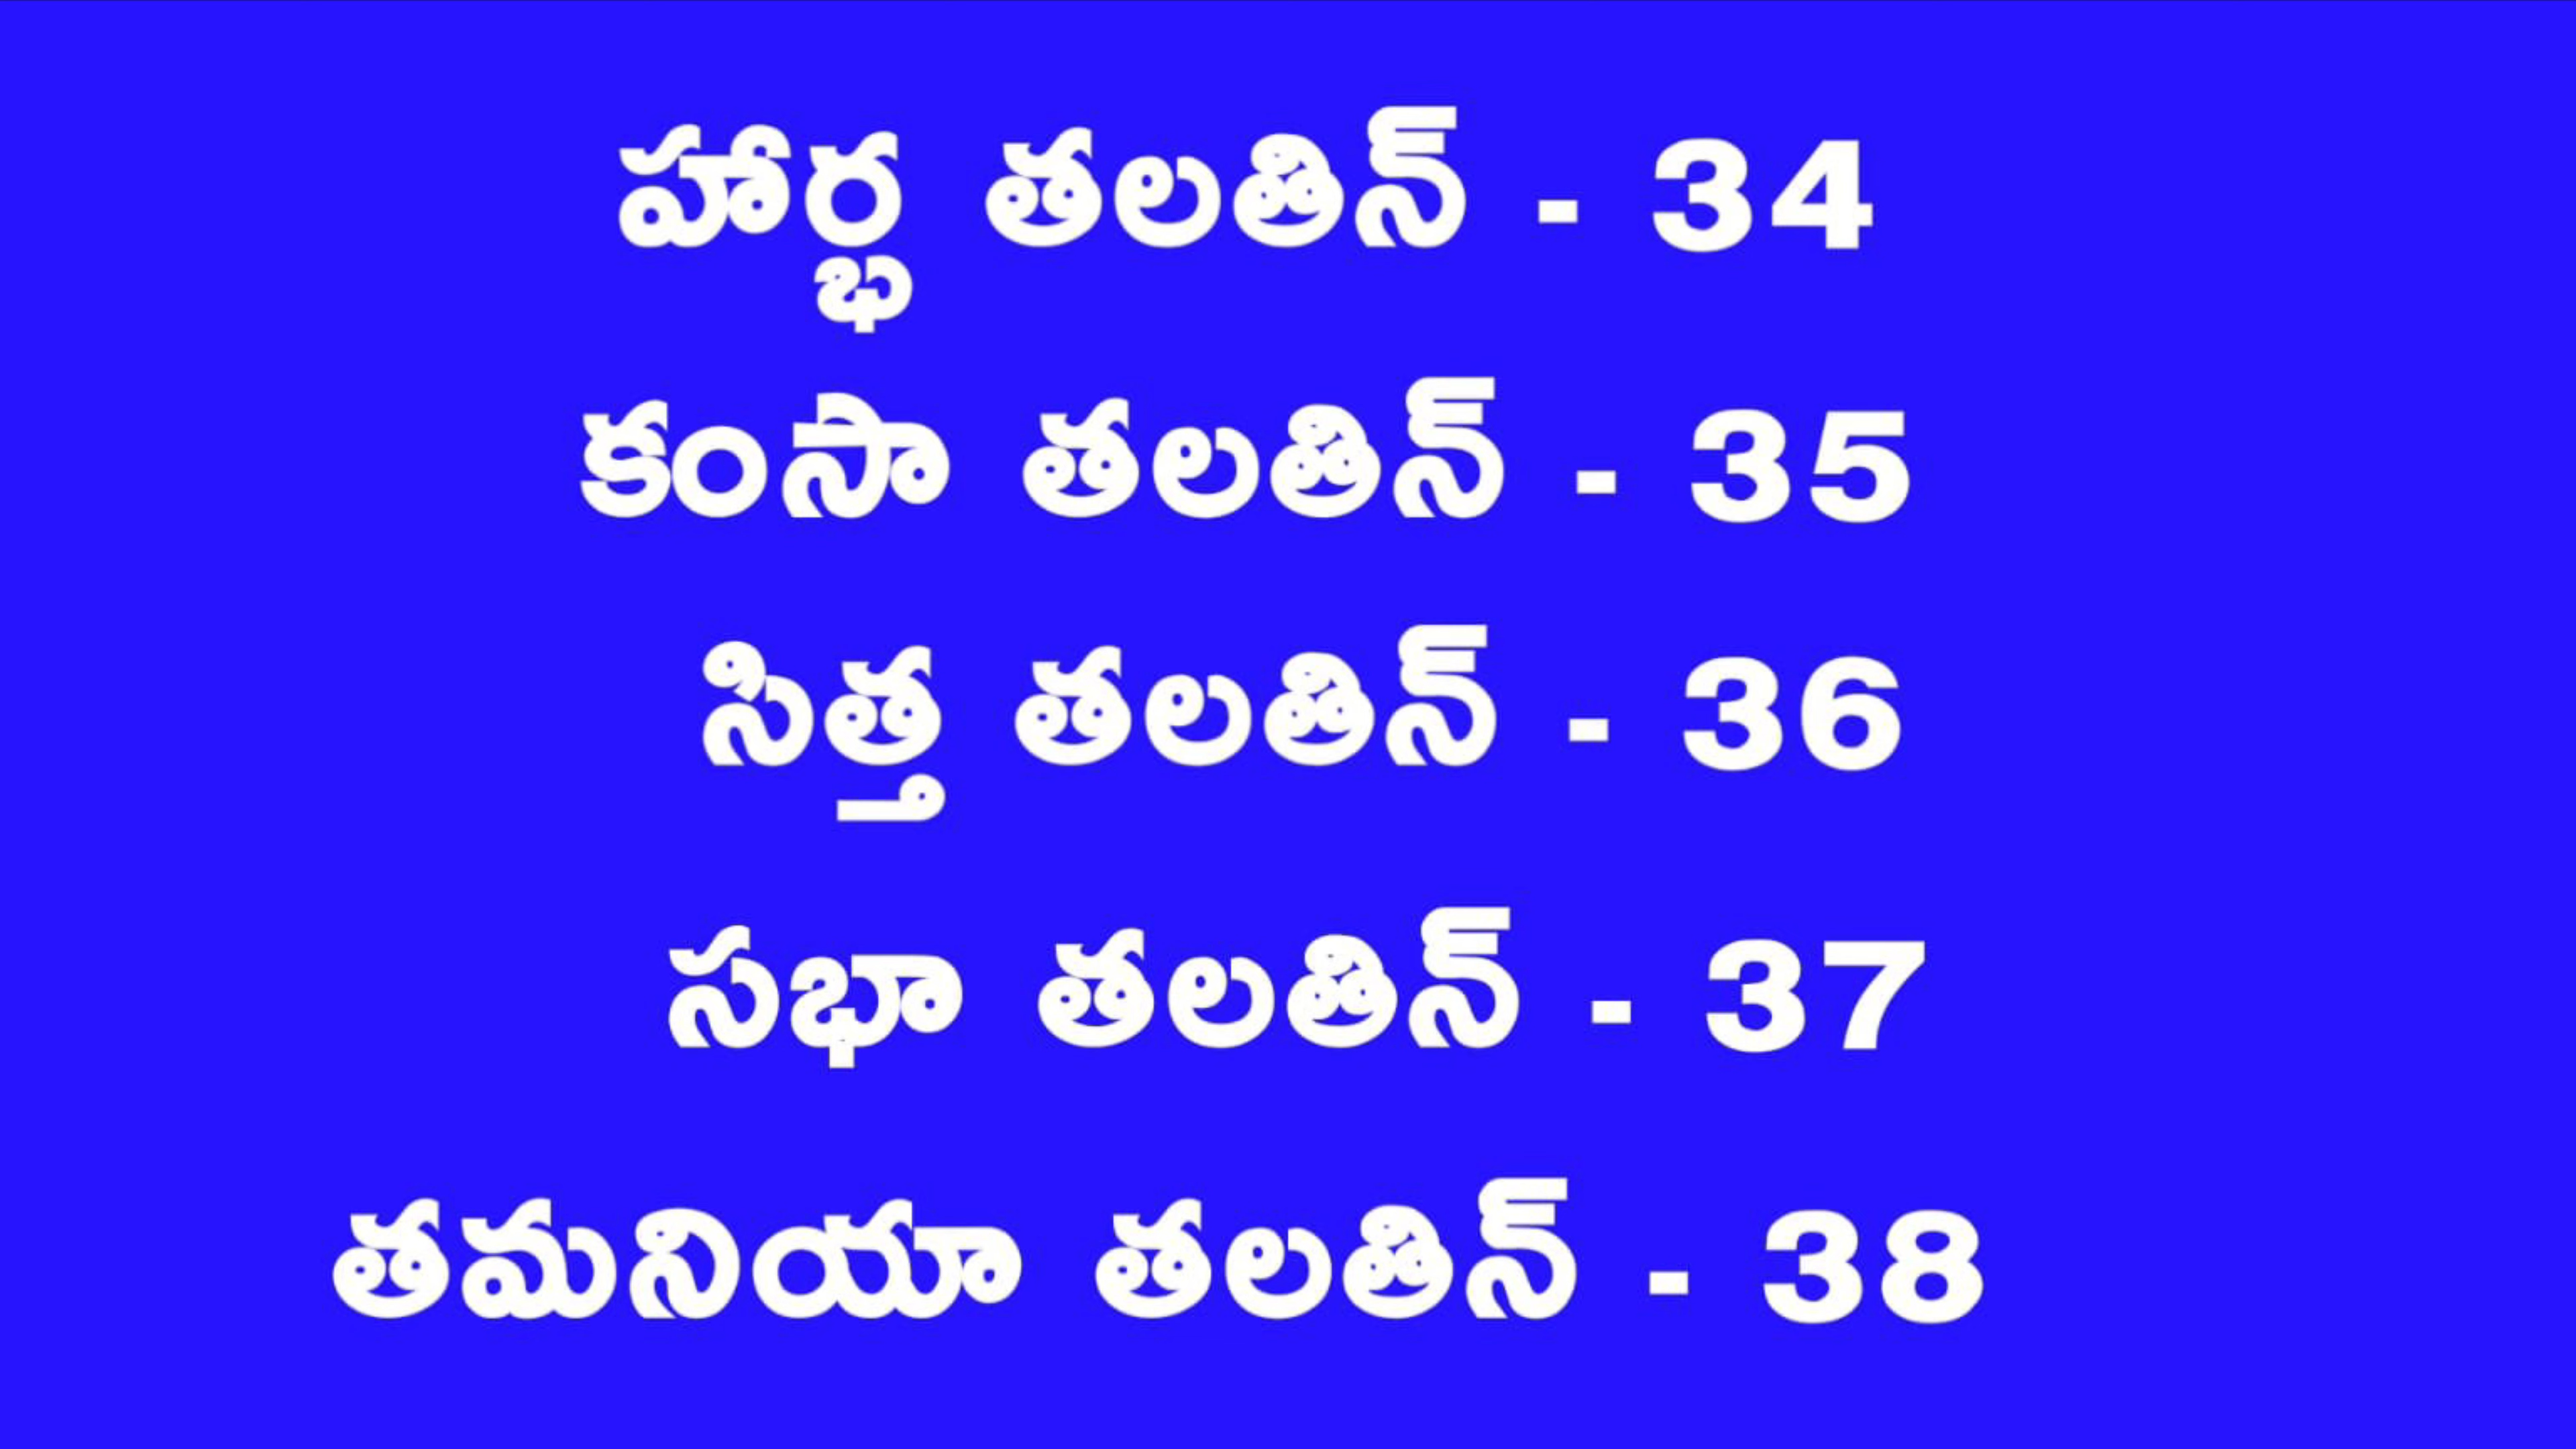 హార్భ తలతిన్ - 34
కంసా తలతిన్ - 35
సిత్త తలతిన్ - 36
సభా తలతిన్ - 37
తమనియా తలతిన్ - 38